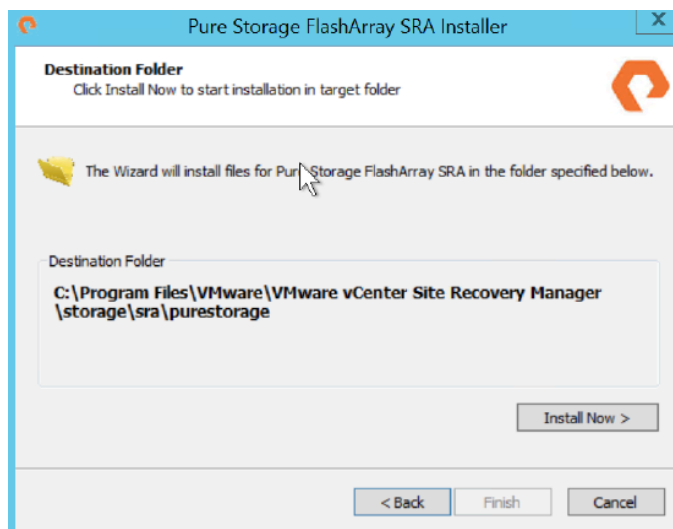 Pure Storage FlashArray SRA Installer
X
Destination Folder
Click Install Now to start installation in target folder
The Wizard will install files for Pure Storage FlashArray SRA in the folder specified below.
Destination Folder
C:\Program Files\VMware\VMware vCenter Site Recovery Manager
\storage\sra\purestorage
Install Now >
< Back
Finish
Cancel